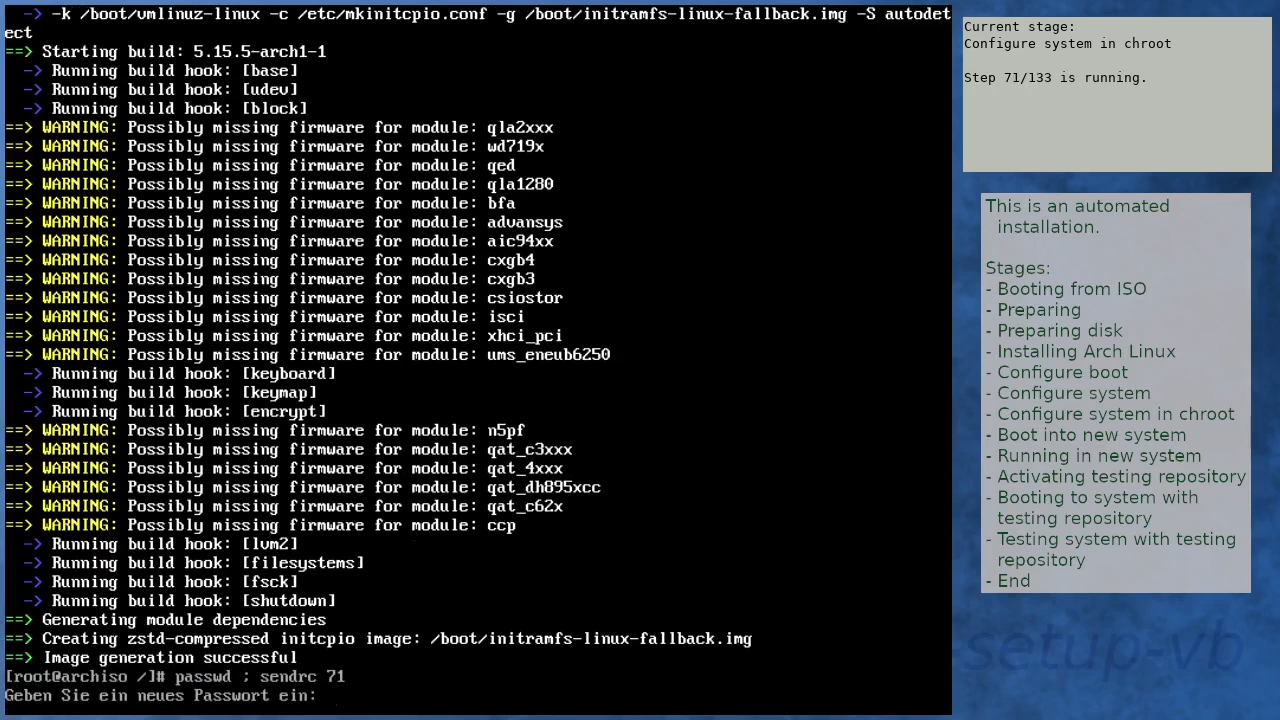 -> -k /boot/vmlinuz-linux -c /etc/mkinitcpio.conf -g /boot/initramfs-linux-fallback.img -S autodet
ect
==> Starting build: 5.15.5-arch1-1
-> Running build hook: [base]
-> Running build hook: [udev]
-> Running build hook: [block]
==> WARNING: Possibly missing firmware for module: qla2xxx
==> WARNING: Possibly missing firmware for module: wd719x
==> WARNING: Possibly missing firmware for module: qed
==> WARNING: Possibly missing firmware for module: qla1280
==> WARNING: Possibly missing firmware for module: bfa
==> WARNING: Possibly missing firmware for module: advansys
==> WARNING: Possibly missing firmware for module: aic94xx
==> WARNING: Possibly missing firmware for module: cxgb4
==> WARNING: Possibly missing firmware for module: cxgb3
==> WARNING: Possibly missing firmware for module: csiostor
==> WARNING: Possibly missing firmware for module: isci
==> WARNING: Possibly missing firmware for module: xhci_pci
==> WARNING: Possibly missing firmware for module: ums_eneub6250
-> Running build hook: [keyboard]
-> Running build hook: [keymap]
-> Running build hook: [encrypt]
==> WARNING: Possibly missing firmware for module: n5pf
==> WARNING: Possibly missing firmware for module: qat_c3xxx
==> WARNING: Possibly missing firmware for module: qat_4xxx
==> WARNING: Possibly missing firmware for module: qat_dh895xcc
==> WARNING: Possibly missing firmware for module: qat_c62x
==> WARNING: Possibly missing firmware for module: ccp
-> Running build hook: [lvm2]
-> Running build hook: [filesystems]
-> Running build hook: [fsck]
-> Running build hook: [shutdown]
==> Generating module dependencies
==> Creating zstd-compressed initcpio image: /boot/initramfs-linux-fallback.img
==> Image generation successful
[root@archiso /]# passwd ; sendrc 71
Geben Sie ein neues Passwort ein:
Current stage:
Configure system in chroot
Step 71/133 is running.
This is an automated
installation.
Stages:
- Booting from ISO
- Preparing
- Preparing disk
- Installing Arch Linux
- Configure boot
- Configure system
- Configure system in chroot
- Boot into new system
- Running in new system
- Activating testing repository
- Booting to system with
testing repository
- Testing system with testing
repository
- End
-setup-vb